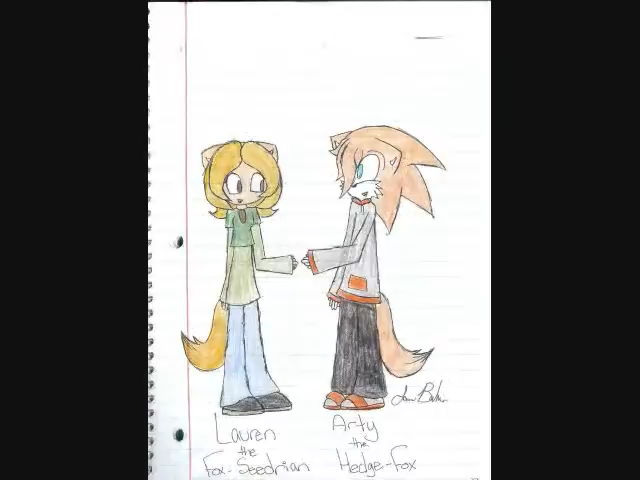 Lauren
the
Fox-Seedrian
Arty
the
Hedge-Fox